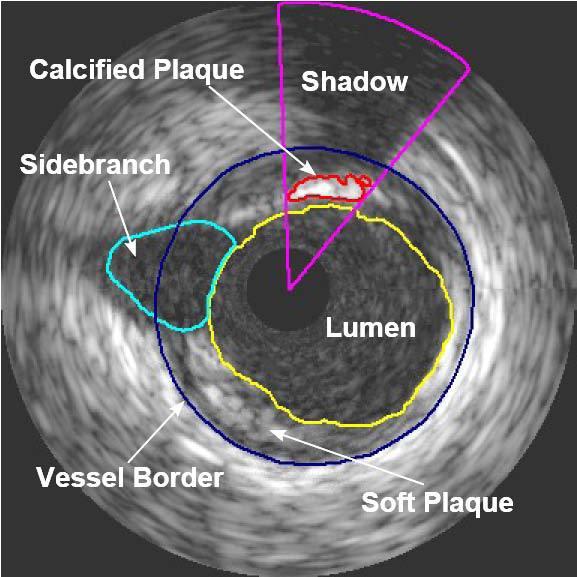 Calcified Plaque
Shadow
Sidebranch
Lumen
Vessel Border
Soft Plaque